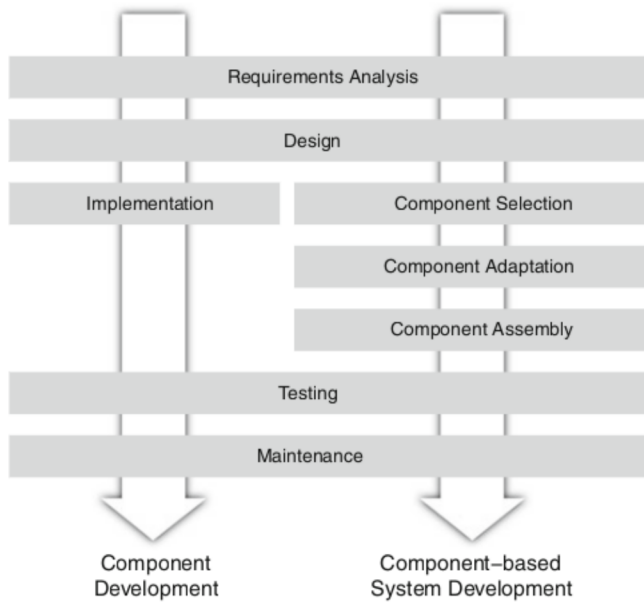 Requirements Analysis
Design
Implementation
Component Selection
Component Adaptation
Component Assembly
Testing
Maintenance
Component
Development
Component–based
System Development